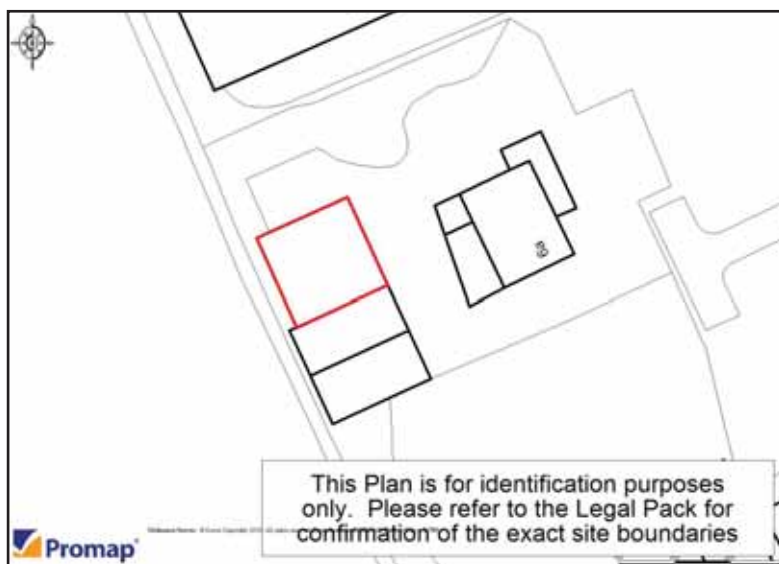 6a
This Plan is for identification purposes
only. Please refer to the Legal Pack for
confirmation of the exact site boundaries
Promap®